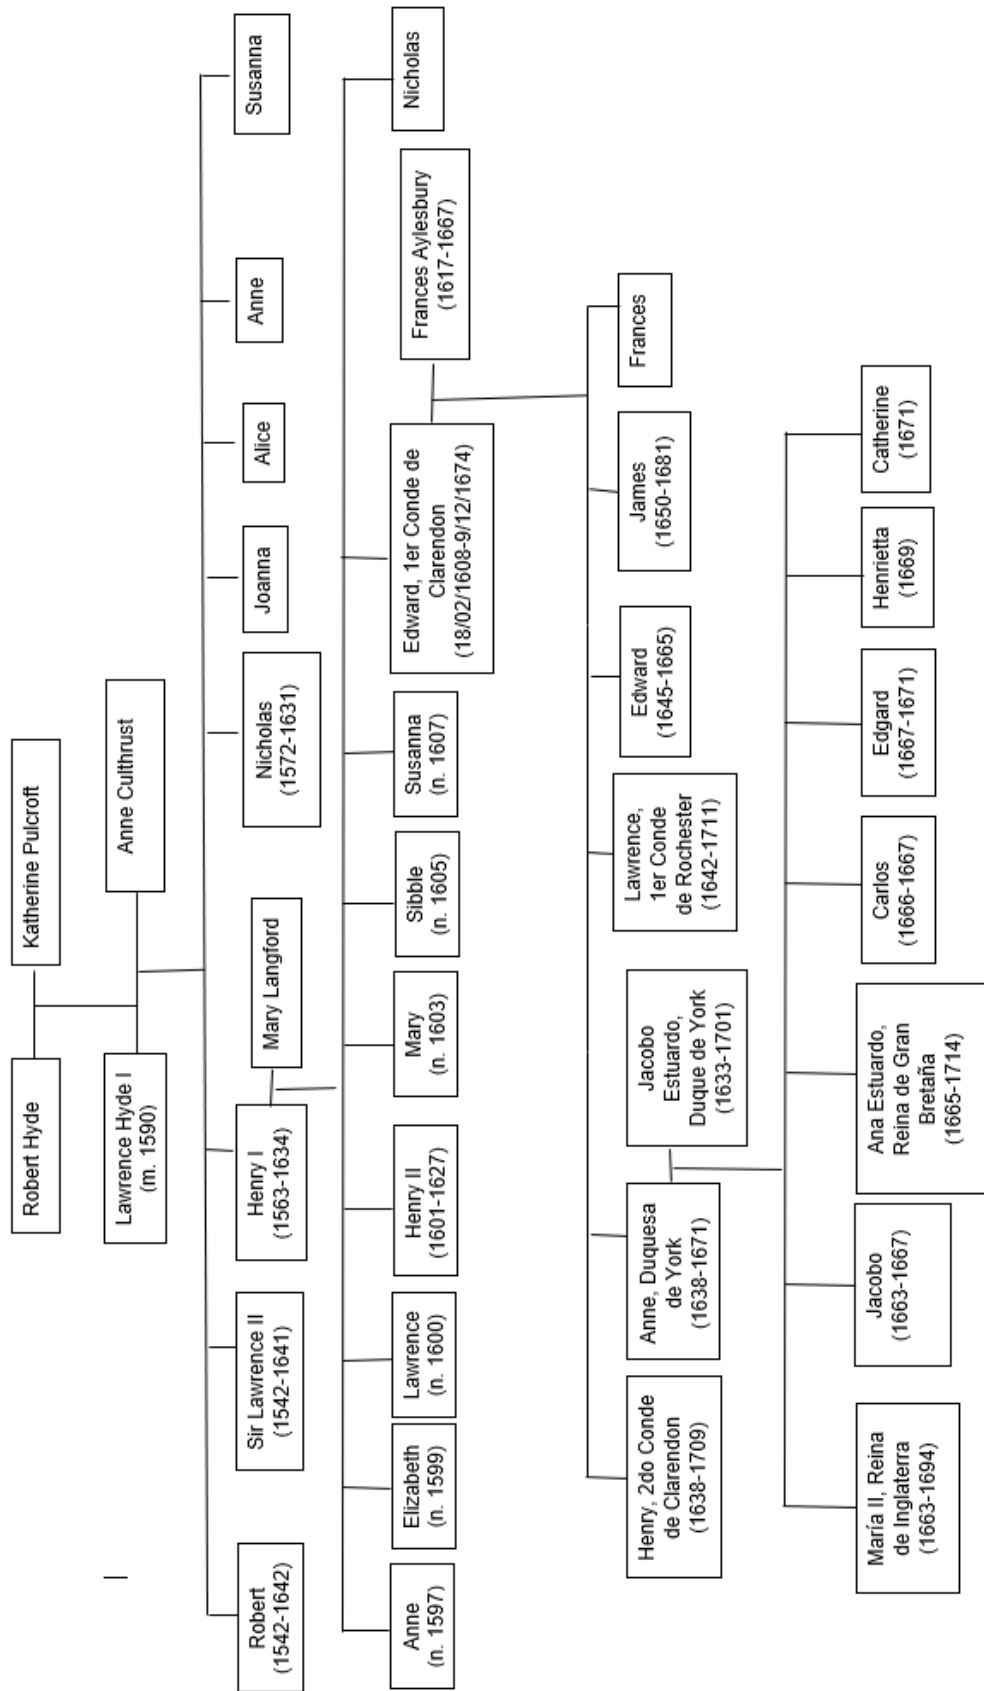 Robert Hyde
Katherine Pulcroft
Lawrence Hyde I
(m. 1590)
Anne Culthrust
Robert
(1542-1642)
Sir Lawrence II
(1542-1641)
Henry I
(1563-1634)
Mary Langford
Nicholas
(1572-1631)
Joanna
Alice
Anne
Susanna
Anne
(n. 1597)
Elizabeth
(n. 1599)
Lawrence
(n. 1600)
Henry II
(1601-1627)
Mary
(n. 1603)
Sibble
(n. 1605)
Susanna
(n. 1607)
Edward, 1er Conde de
Clarendon
(18/02/1608-9/12/1674)
Frances Aylesbury
(1617-1667)
Nicholas
Henry, 2do Conde
de Clarendon
(1638-1709)
Anne, Duquesa
de York
(1638-1671)
Jacobo
Estuardo,
Duque de York
(1633-1701)
Lawrence,
1er Conde
de Rochester
(1642-1711)
Edward
(1645-1665)
James
(1650-1681)
Frances
María II, Reina
de Inglaterra
(1663-1694)
Jacobo
(1663-1667)
Ana Estuardo,
Reina de Gran
Bretaña
(1665-1714)
Carlos
(1666-1667)
Edgard
(1667-1671)
Henrietta
(1669)
Catherine
(1671)